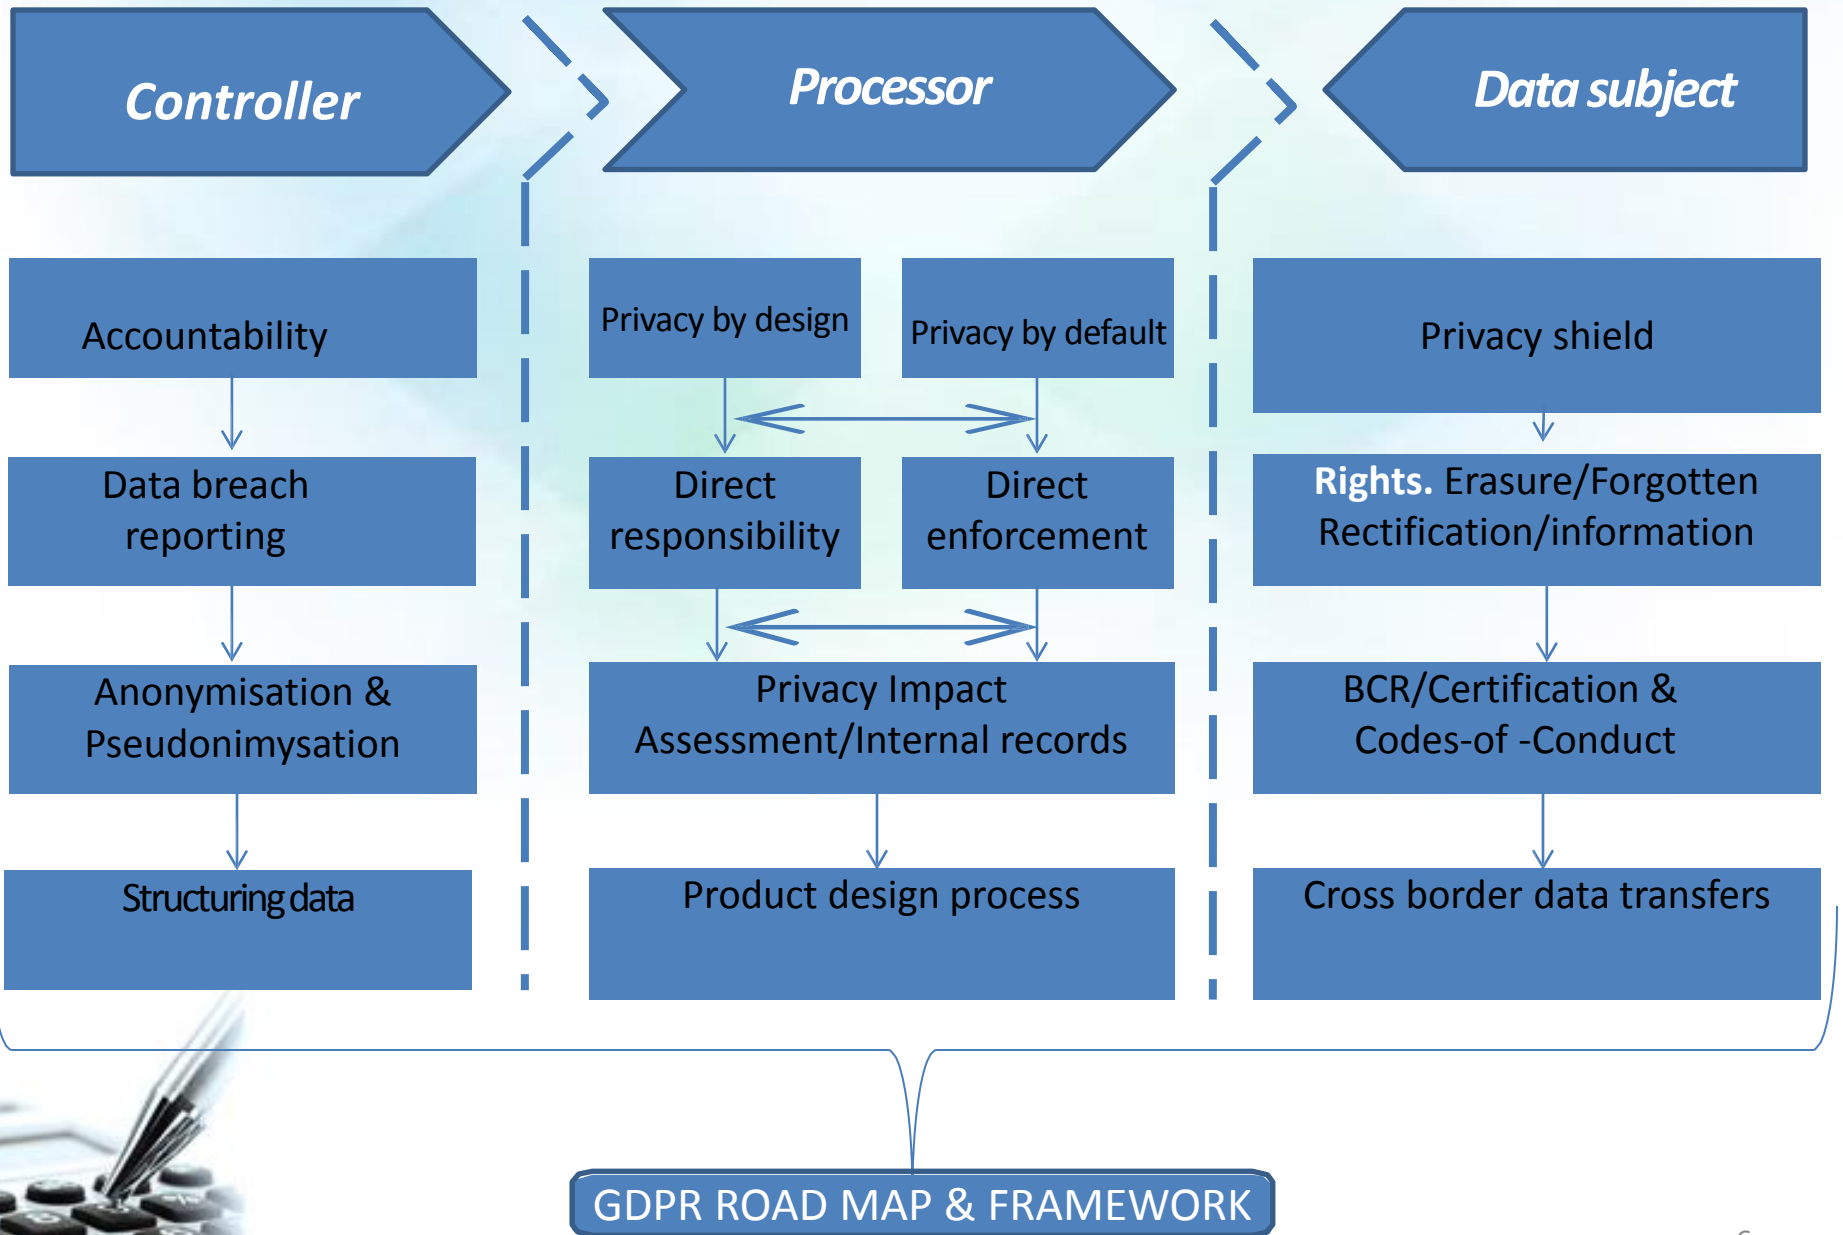 Controller
Processor
Data subject
Accountability
Data breach
reporting
Anonymisation &
Pseudonimysation
Structuring data
Privacy by design
Privacy by default
Direct
responsibility
Direct
enforcement
Privacy Impact
Assessment/Internal records
Product design process
Privacy shield
Rights. Erasure/Forgotten
Rectification/information
BCR/Certification &
Codes-of -Conduct
Cross border data transfers
GDPR ROAD MAP & FRAMEWORK